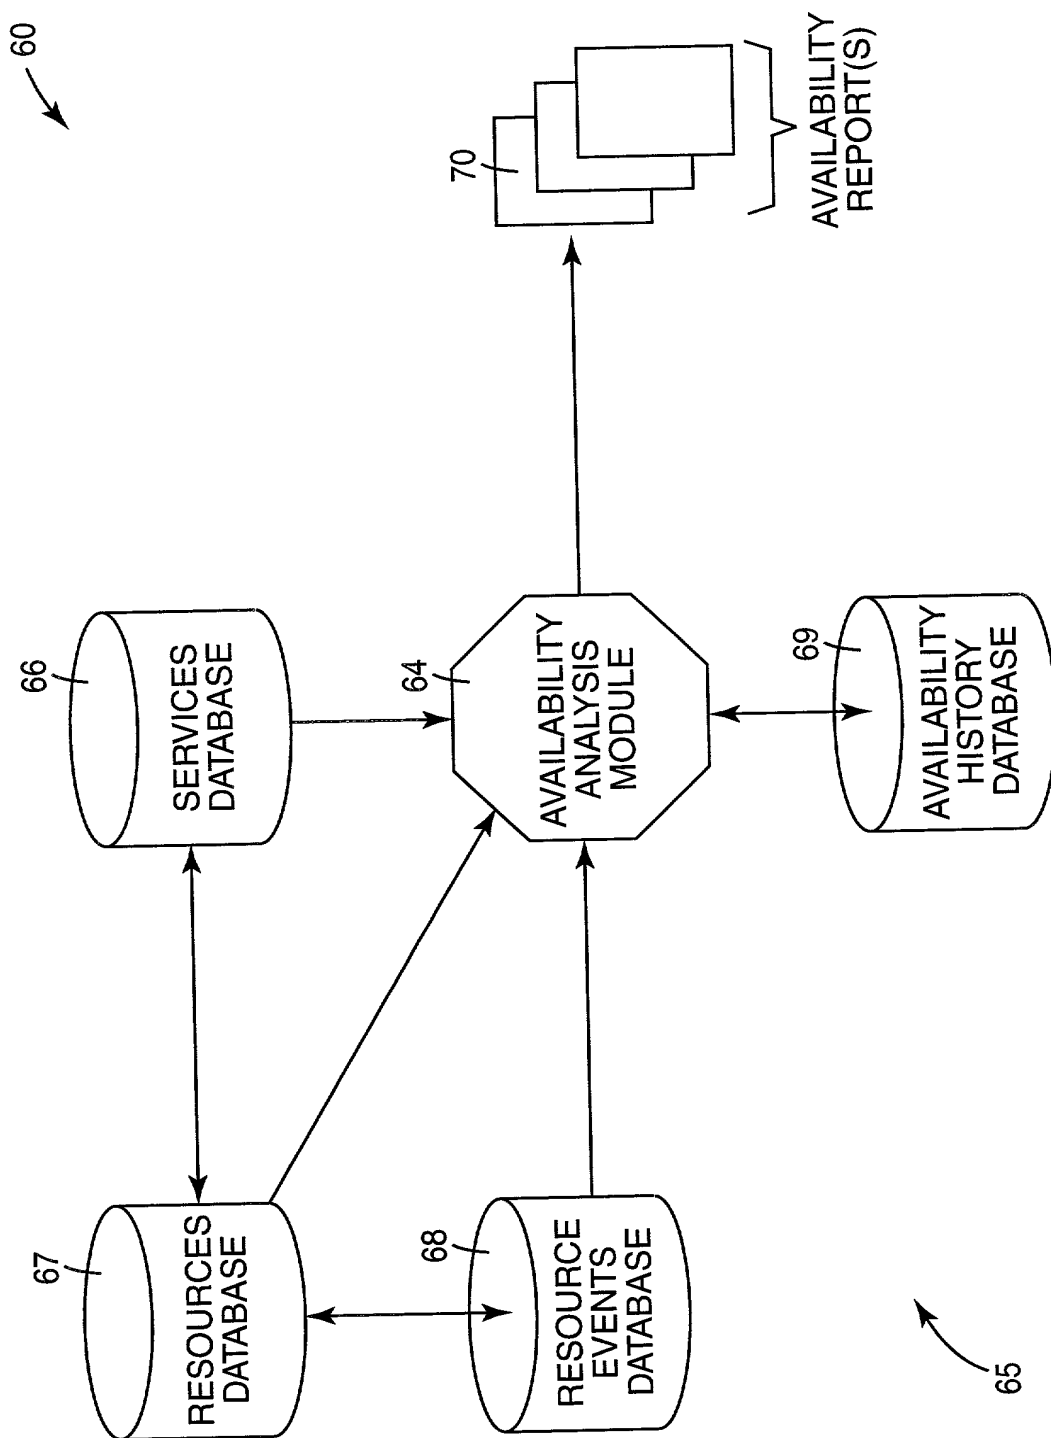 60
67
RESOURCES
DATABASE
66
SERVICES
DATABASE
68
RESOURCE
EVENTS
DATABASE
64
AVAILABILITY
ANALYSIS
MODULE
70
AVAILABILITY
REPORT(S)
69
AVAILABILITY
HISTORY
DATABASE
65